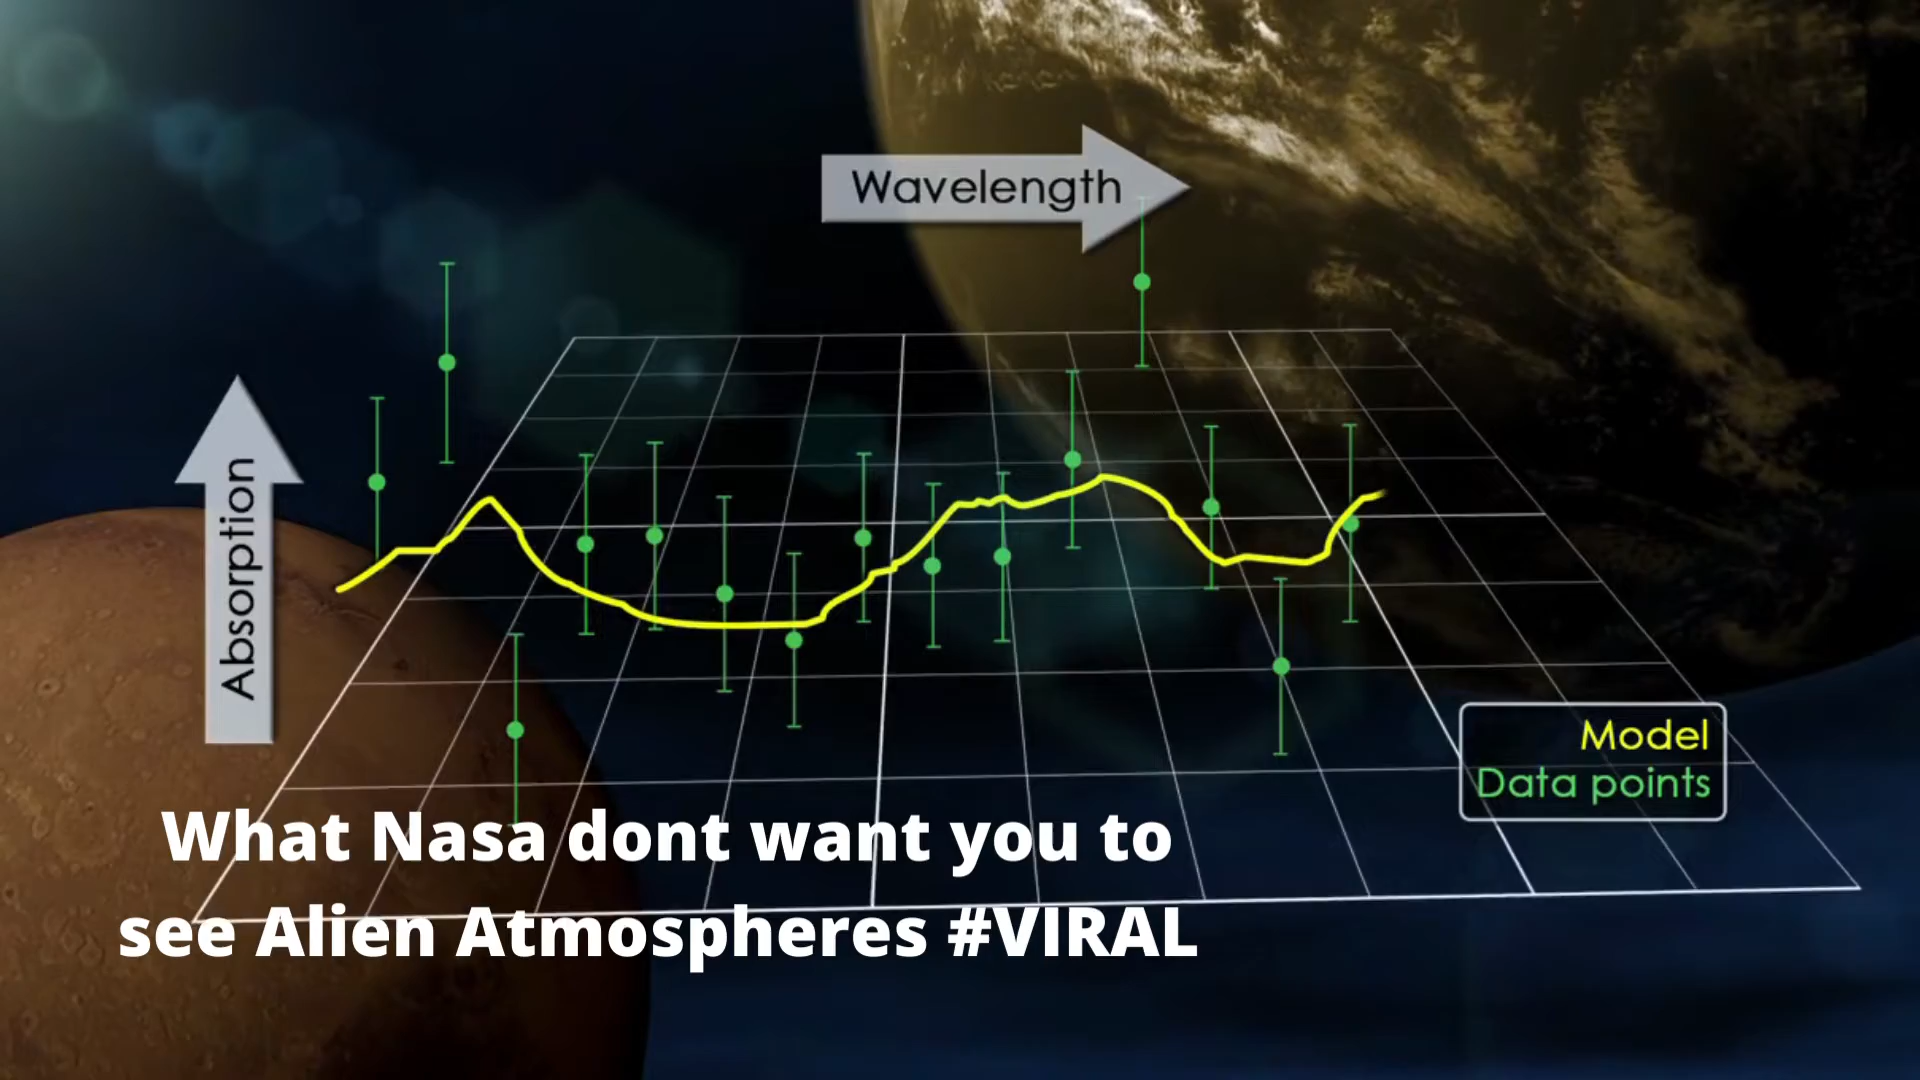 Wavelength
Absorption
Model
Data points
What Nasa dont want you to
see Alien Atmospheres #VIRAL